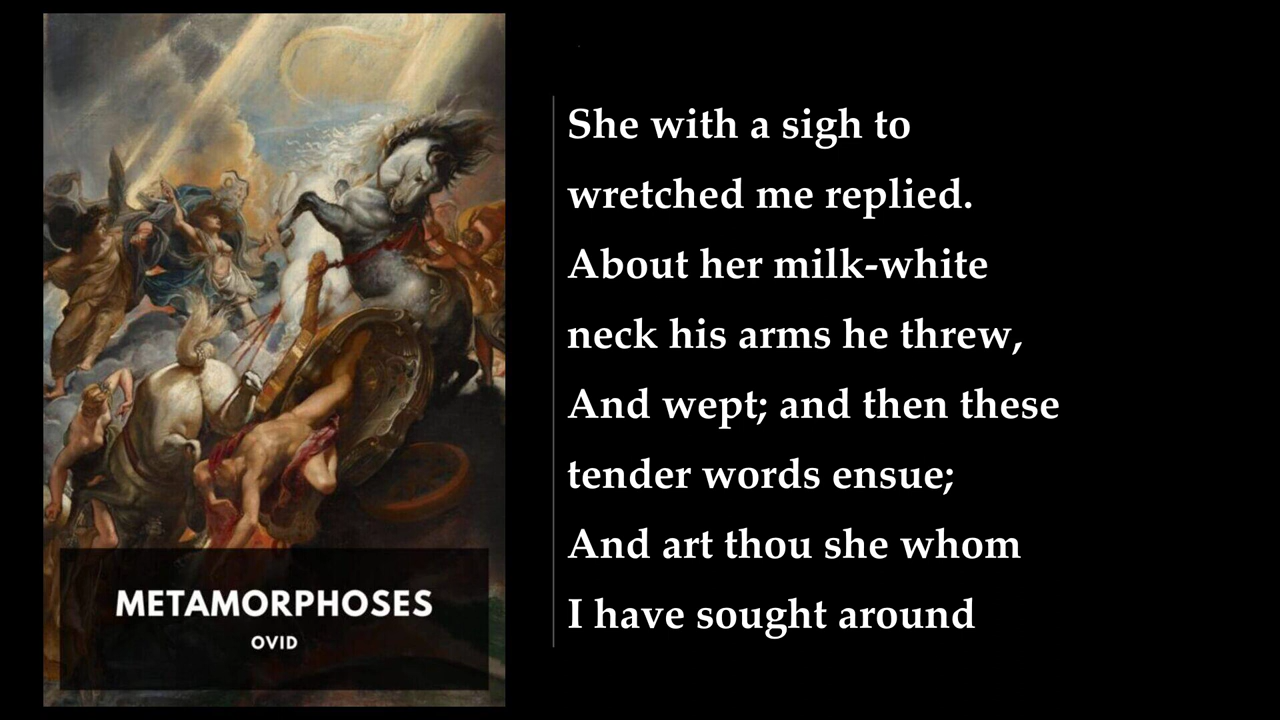 METAMORPHOSES
OVID
She with a sigh to
wretched me replied.
About her milk-white
neck his arms he threw,
And wept; and then these
tender words ensue;
And art thou she whom
I have sought around